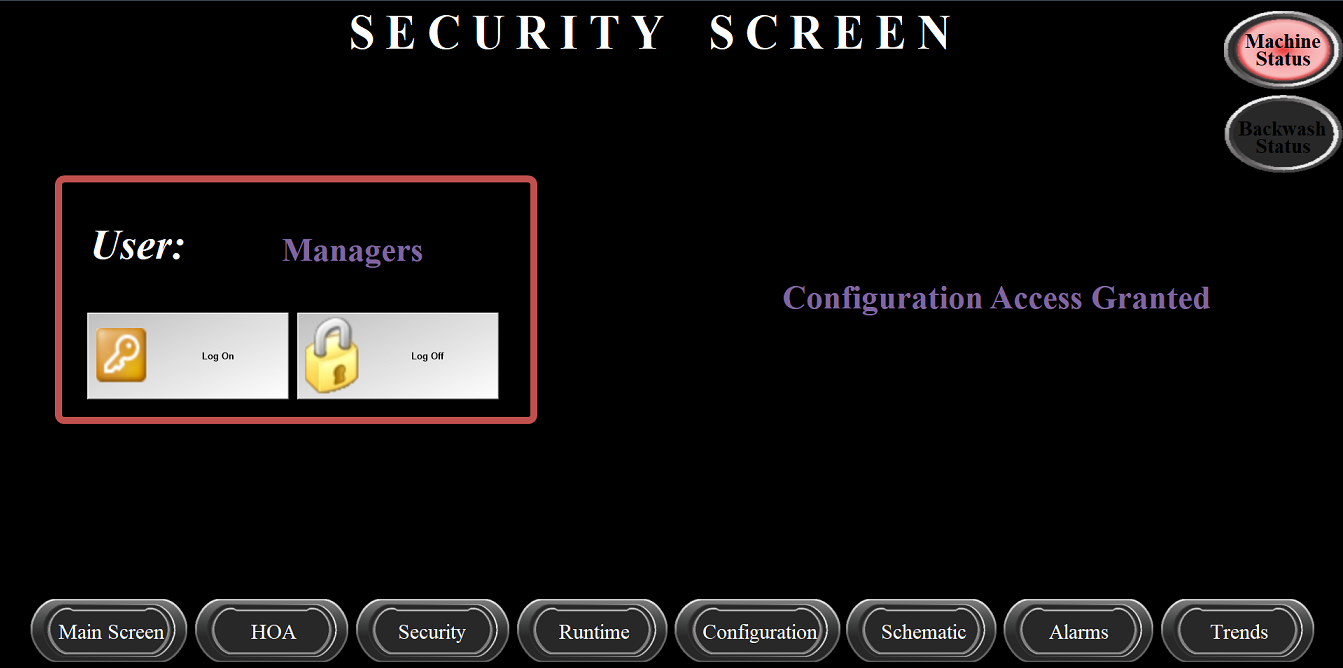 SECURITY SCREEN
Machine
Status
Backwash
Status
User:
Managers
Configuration Access Granted
Log On
Log Off
Main Screen
HOA
Security
Runtime
Configuration
Schematic
Alarms
Trends